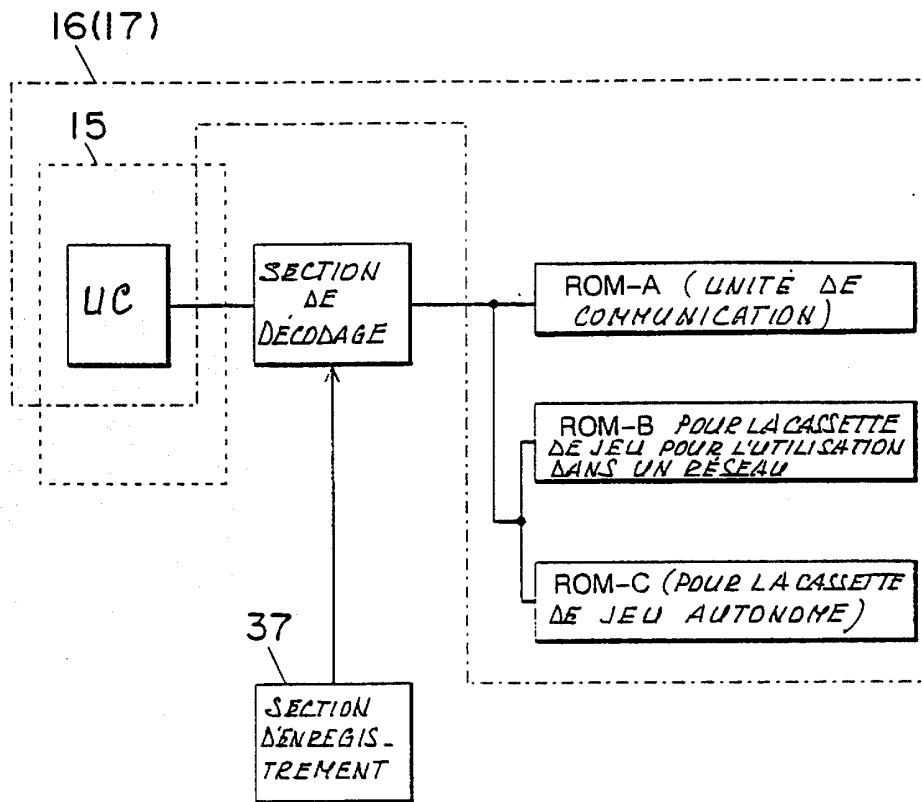 16(17)
15
UC
SECTION
DE
DÉCODAGE
ROM-A (UNITÉ DE
COMMUNICATION)
ROM-B POUR LA CASSETTE
DE JEU POUR L'UTILISATION
DANS UN RÉSEAU
ROM-C (POUR LA CASSETTE
DE JEU AUTONOME)
37
SECTION
D'ENREGIS_
TREMENT